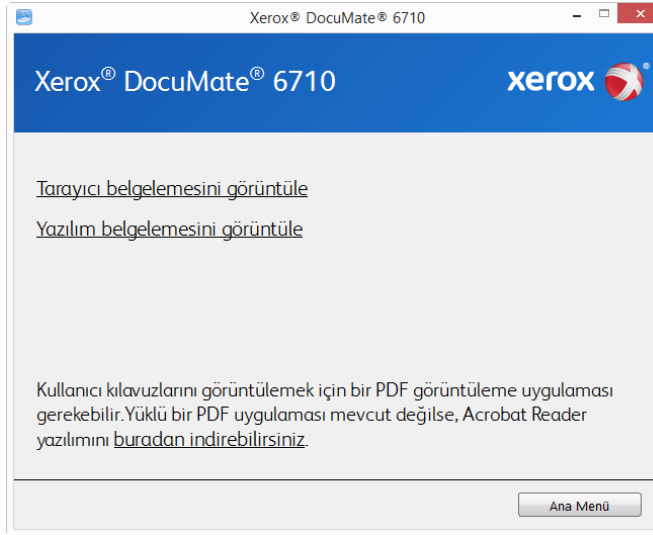 Xerox® DocuMate® 6710
Xerox® DocuMate® 6710
xerox®
Tarayıcı belgelemesini görüntüle
Yazılım belgelemesini görüntüle
Kullanıcı kılavuzlarını görüntülemek için bir PDF görüntüleme uygulaması
gerekebilir.Yüklü bir PDF uygulaması mevcut değilse, Acrobat Reader
yazılımını buradan indirebilirsiniz.
Ana Menü